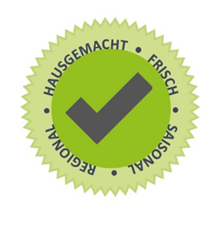 HAUSGEMACHT • FRISCH • SAISONAL • REGIONAL •